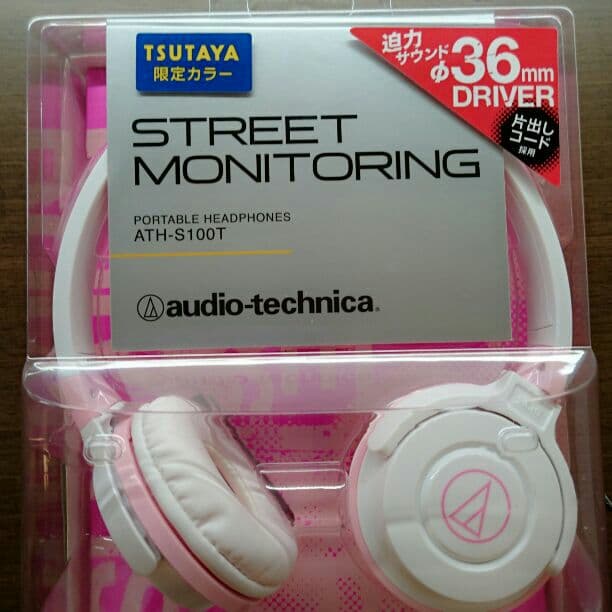 TSUTAYA
限定カラー
迫力
サウンド
φ36mm
DRIVER
片出し
コード
採用
STREET
MONITORING
PORTABLE HEADPHONES
ATH-S100T
audio-technica®